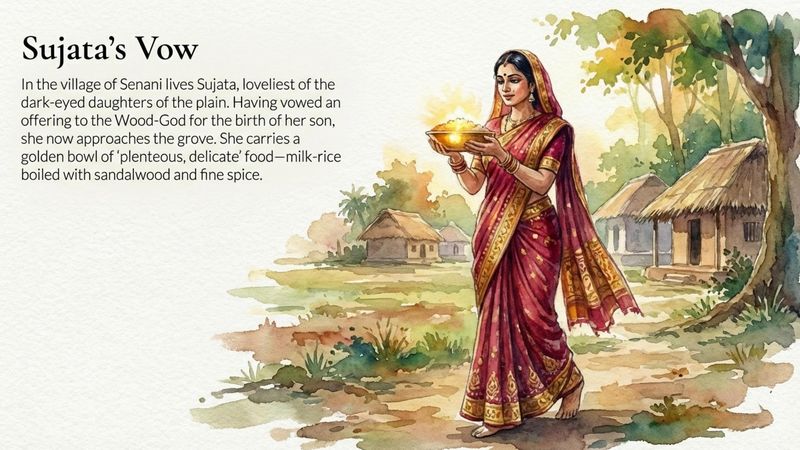 Sujata’s Vow
In the village of Senani lives Sujata, loveliest of the
dark-eyed daughters of the plain. Having vowed an
offering to the Wood-God for the birth of her son,
she now approaches the grove. She carries a
golden bowl of ‘plenteous, delicate’ food—milk-rice
boiled with sandalwood and fine spice.